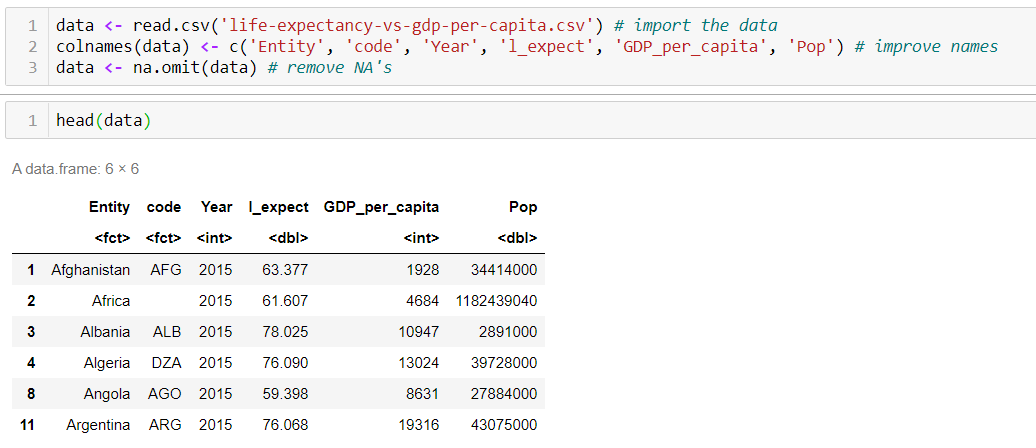 1 data <- read.csv('life-expectancy-vs-gdp-per-capita.csv') # import the data
2 colnames(data) <- c('Entity', 'code', 'Year', 'l_expect', 'GDP_per_capita', 'Pop') # improve names
3 data <- na.omit(data) # remove NA's
1 head(data)
A data.frame: 6 × 6
Entity code Year l_expect GDP_per_capita Pop
<fct> <fct> <int> <dbl> <int> <dbl>
1 Afghanistan AFG 2015 63.377 1928 34414000
2 Africa 2015 61.607 4684 1182439040
3 Albania ALB 2015 78.025 10947 2891000
4 Algeria DZA 2015 76.090 13024 39728000
8 Angola AGO 2015 59.398 8631 27884000
11 Argentina ARG 2015 76.068 19316 43075000